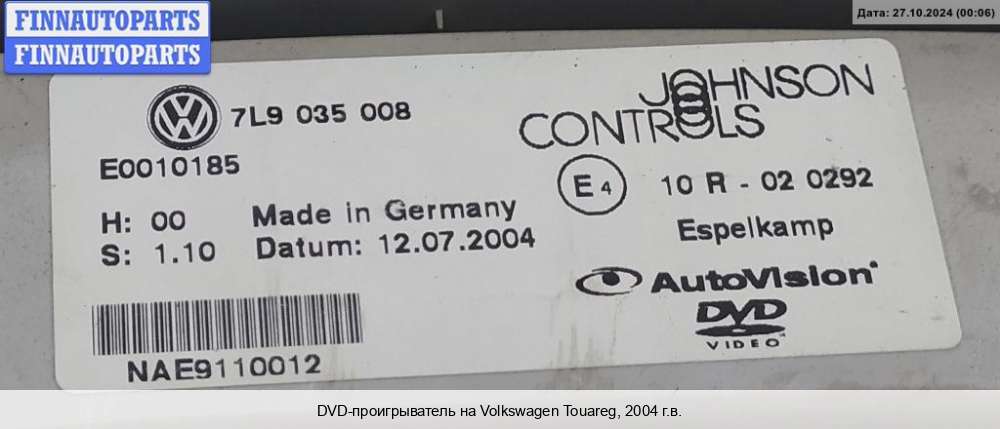 FINNAUTOPARTS
FINNAUTOPARTS
Дата: 27.10.2024 (00:06)
7L9 035 008
JOHNSON
CONTROLS
E0010185
E4
10 R - 02 0292
H: 00
Made in Germany
Espelkamp
S: 1.10
Datum: 12.07.2004
AutoVision
DVD
VIDEO
NAE9110012
DVD-проигрыватель на Volkswagen Touareg, 2004 г.в.